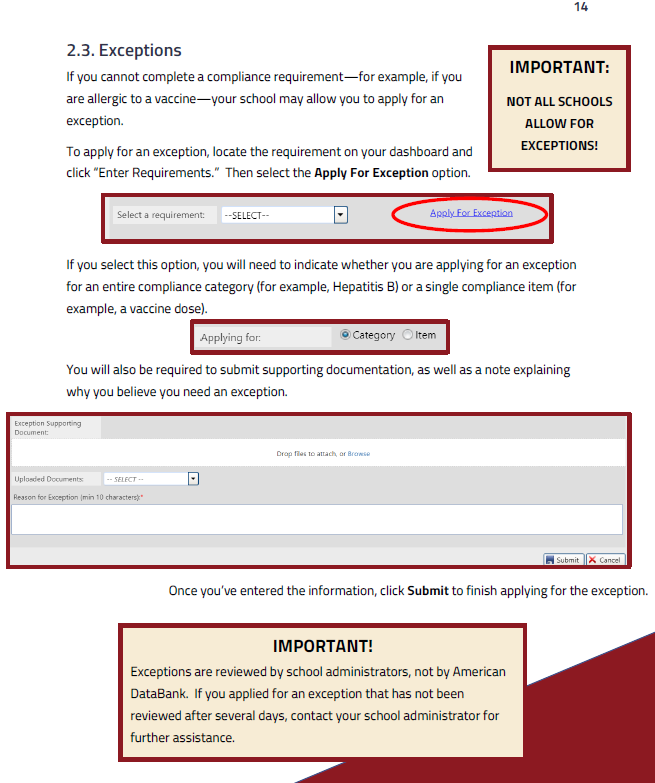 14
2.3. Exceptions
If you cannot complete a compliance requirement—for example, if you
are allergic to a vaccine—your school may allow you to apply for an
exception.
IMPORTANT:
NOT ALL SCHOOLS
ALLOW FOR
EXCEPTIONS!
To apply for an exception, locate the requirement on your dashboard and
click “Enter Requirements.” Then select the Apply For Exception option.
Select a requirement: --SELECT-- Apply For Exception
If you select this option, you will need to indicate whether you are applying for an exception
for an entire compliance category (for example, Hepatitis B) or a single compliance item (for
example, a vaccine dose).
Applying for: Category Item
You will also be required to submit supporting documentation, as well as a note explaining
why you believe you need an exception.
Exception Supporting
Document:
Drop files to attach, or Browse
Uploaded Documents: -- SELECT --
Reason for Exception (min 10 characters):*
Submit Cancel
Once you’ve entered the information, click Submit to finish applying for the exception.
IMPORTANT!
Exceptions are reviewed by school administrators, not by American
DataBank. If you applied for an exception that has not been
reviewed after several days, contact your school administrator for
further assistance.